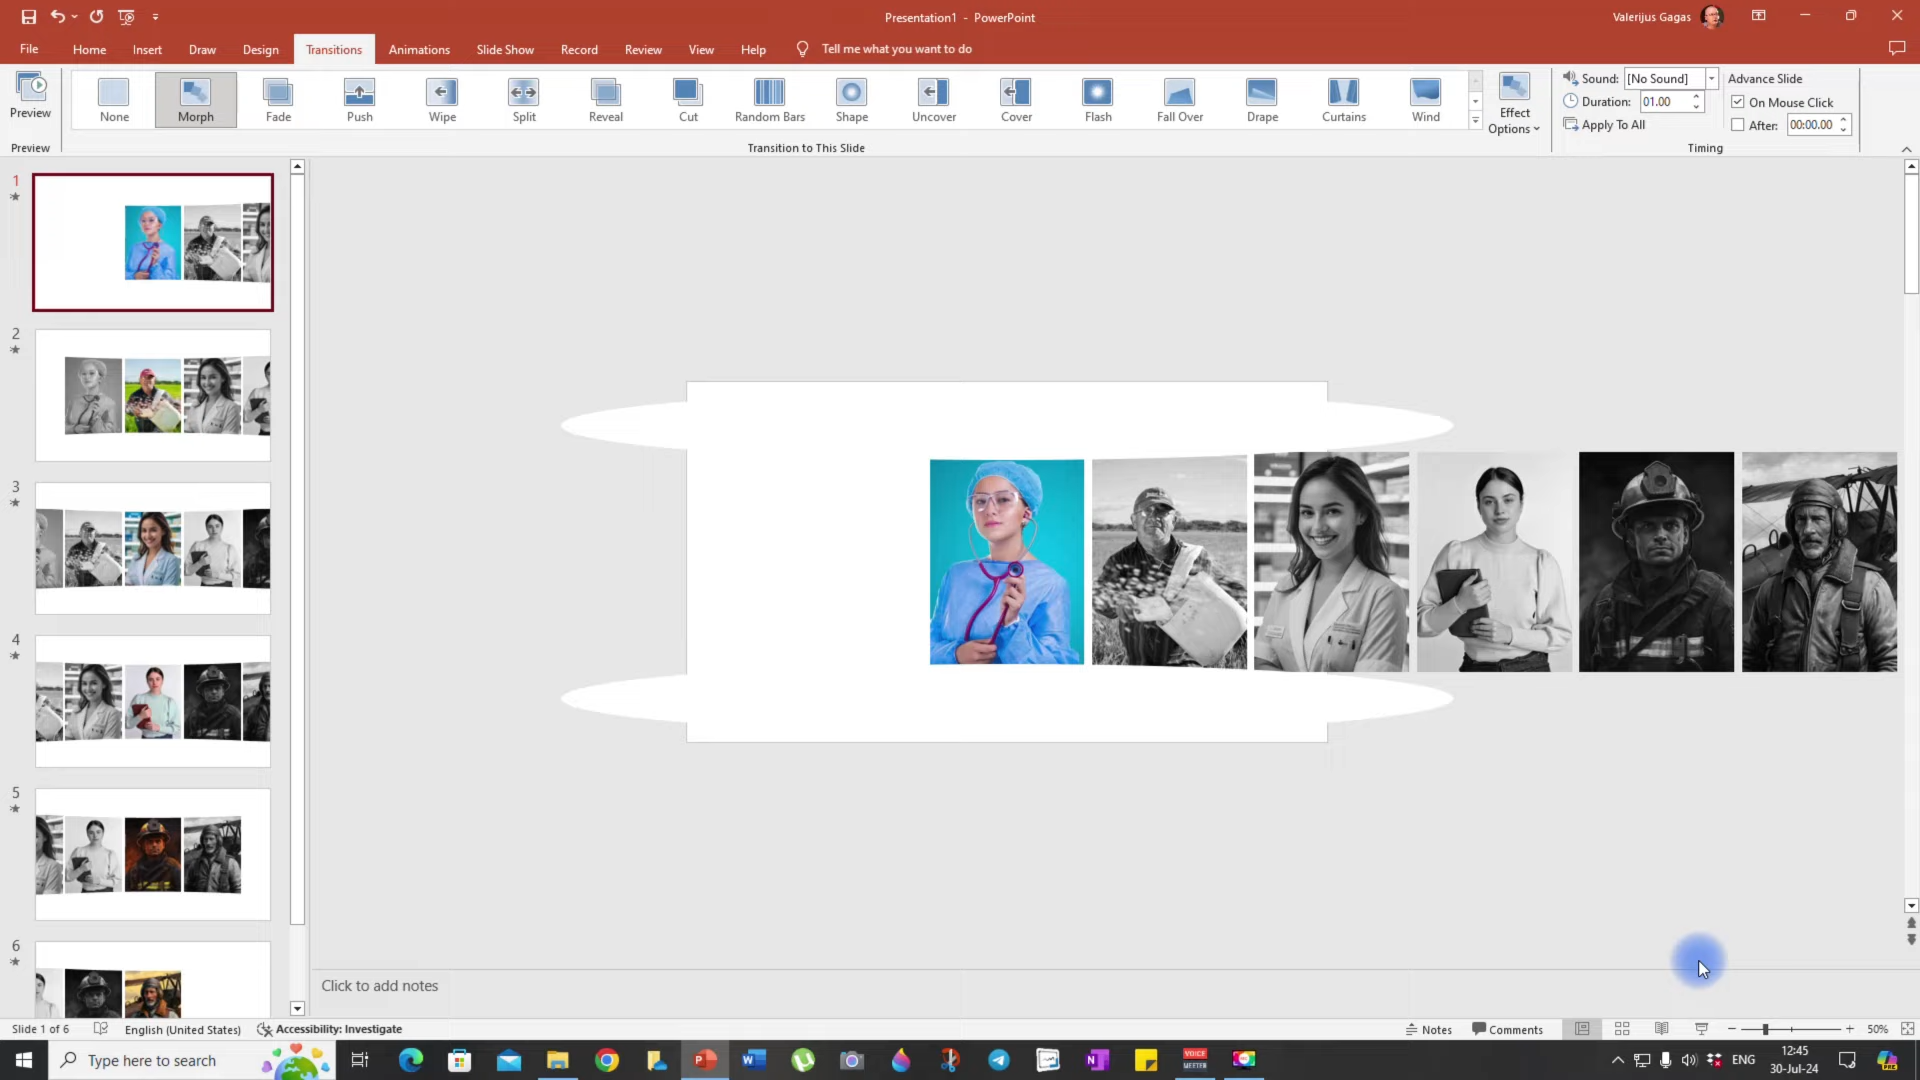 Presentation1 - PowerPoint
Valerijus Gagas
File Home Insert Draw Design Transitions Animations Slide Show Record Review View Help Tell me what you want to do
Preview
None Morph Fade Push Wipe Split Reveal Cut Random Bars Shape Uncover Cover Flash Fall Over Drape Curtains Wind
Effect
Options
Sound: [No Sound]
Duration: 01.00
Apply To All
Advance Slide
On Mouse Click
After: 00:00.00
Preview
Transition to This Slide
Timing
1
2
3
4
5
6
Click to add notes
Slide 1 of 6 English (United States) Accessibility: Investigate
Notes Comments 50%
Type here to search
VOICE
MEETER
ENG
12:45
30-Jul-24
PRE